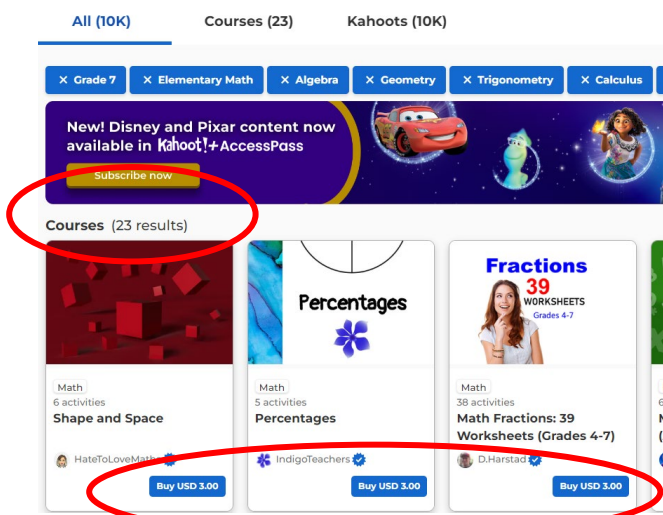 All (10K) Courses (23) Kahoots (10K)
× Grade 7 × Elementary Math × Algebra × Geometry × Trigonometry × Calculus
New! Disney and Pixar content now
available in Kahoot!+AccessPass
Subscribe now
Courses (23 results)
Percentages
Fractions
39
WORKSHEETS
Grades 4-7
Math
6 activities
Shape and Space
HateToLoveMaths
Buy USD 3.00
Math
5 activities
Percentages
IndigoTeachers
Buy USD 3.00
Math
38 activities
Math Fractions: 39
Worksheets (Grades 4-7)
D.Harstad
Buy USD 3.00